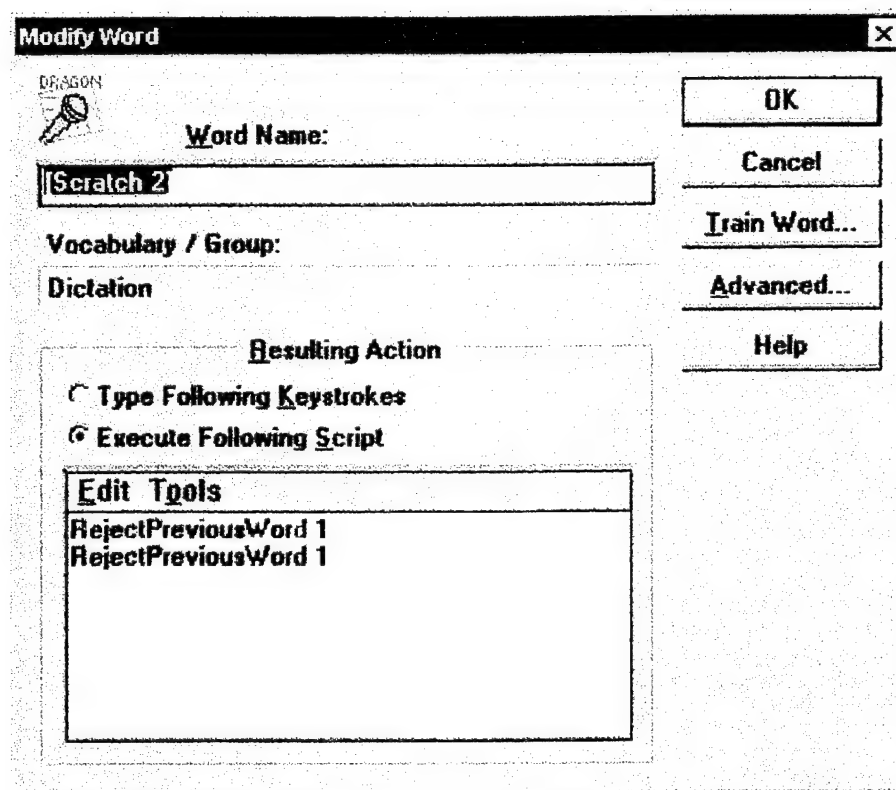 Modify Word
DRAGON
Word Name:
[Scratch 2]
Vocabulary / Group:
Dictation
Resulting Action
Type Following Keystrokes
Execute Following Script
Edit Tools
RejectPreviousWord 1
RejectPreviousWord 1
OK
Cancel
Train Word...
Advanced...
Help